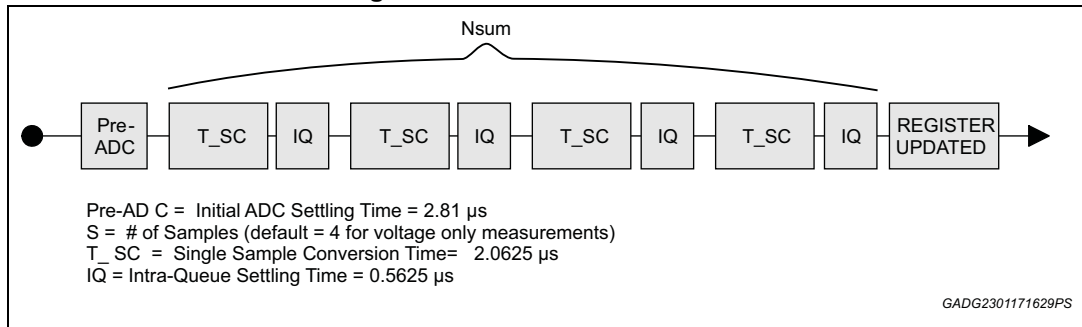 Nsum
Pre-
ADC
T_SC
IQ
T_SC
IQ
T_SC
IQ
T_SC
IQ
REGISTER
UPDATED
Pre-AD C = Initial ADC Settling Time = 2.81 µs
S = # of Samples (default = 4 for voltage only measurements)
T_ SC = Single Sample Conversion Time= 2.0625 µs
IQ = Intra-Queue Settling Time = 0.5625 µs
GADG2301171629PS